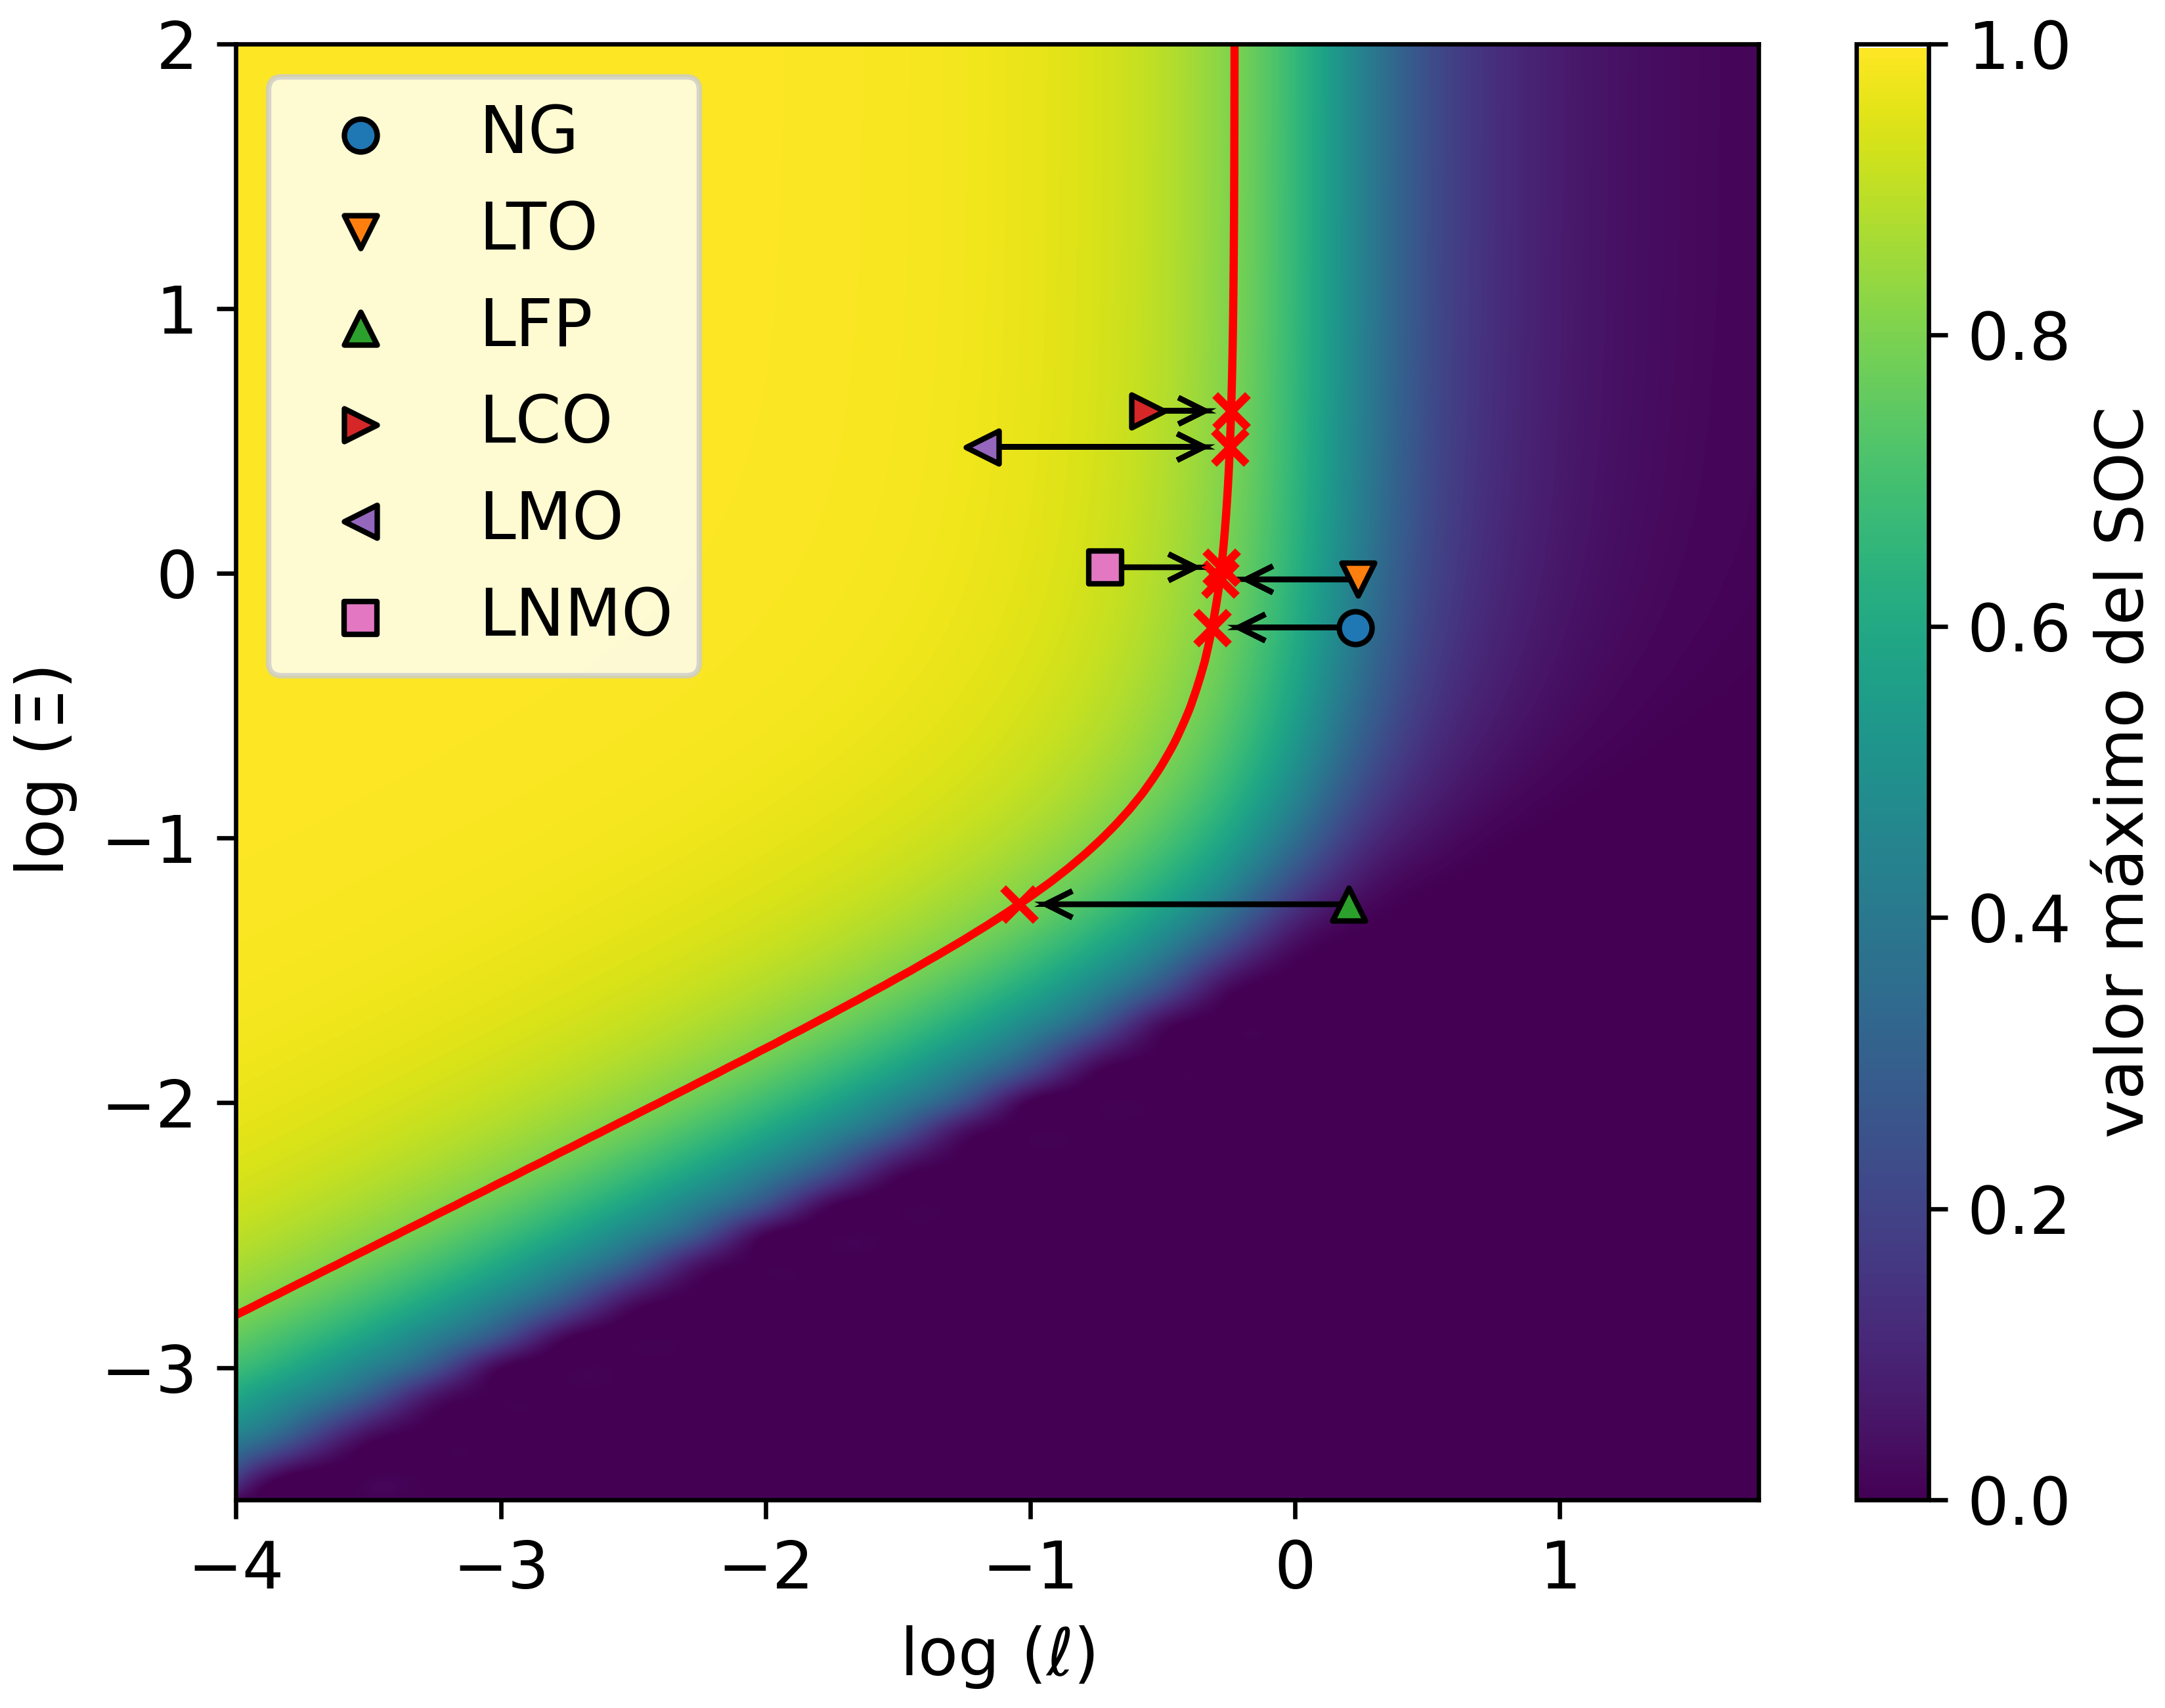 2
1
0
−1
−2
−3
log (Ξ)
NG
LTO
LFP
LCO
LMO
LNMO
−4
−3
−2
−1
0
1
log (ℓ)
1.0
0.8
0.6
0.4
0.2
0.0
valor máximo del SOC